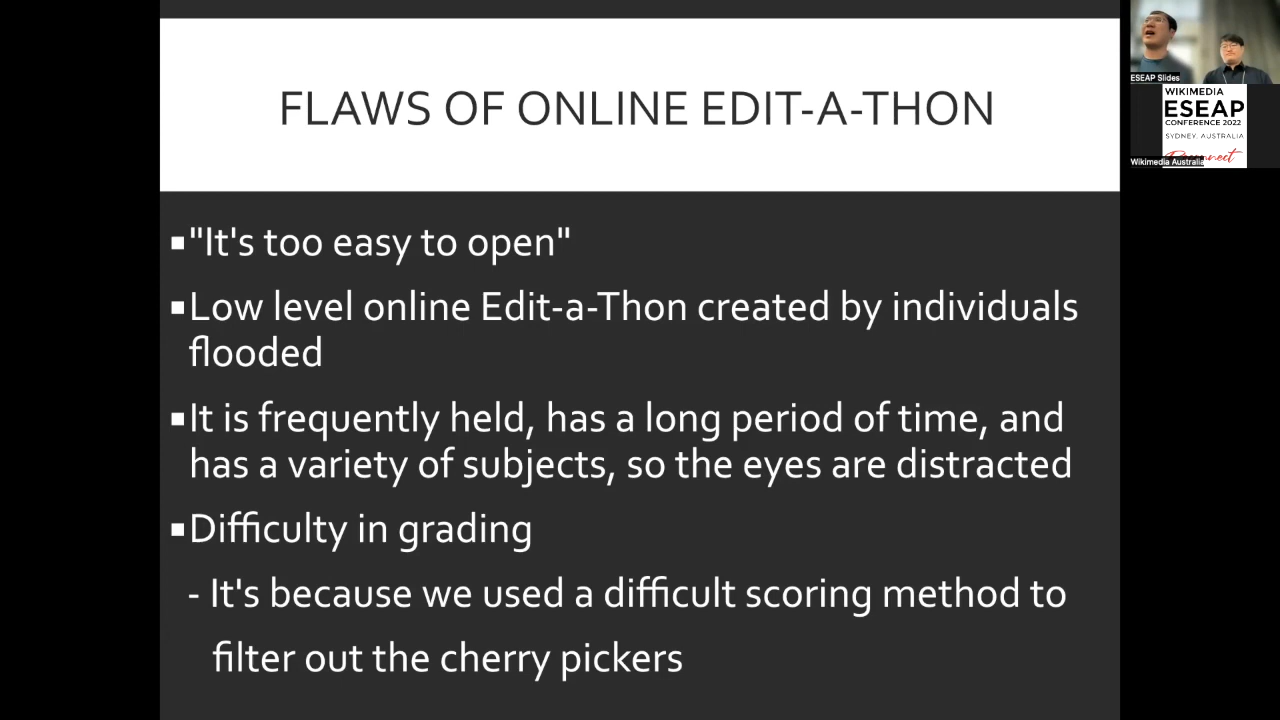 FLAWS OF ONLINE EDIT-A-THON
▪"It's too easy to open"
▪Low level online Edit-a-Thon created by individuals
flooded
▪It is frequently held, has a long period of time, and
has a variety of subjects, so the eyes are distracted
▪Difficulty in grading
- It's because we used a difficult scoring method to
filter out the cherry pickers
ESEAP Slides
WIKIMEDIA
ESEAP
CONFERENCE 2022
SYDNEY, AUSTRALIA
Wikimedia Australia